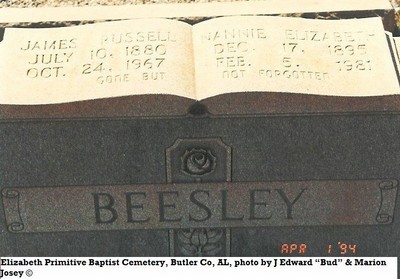 JAMES RUSSELL
JULY 10, 1880
OCT. 24, 1967
GONE BUT
NANNIE ELIZABETH
DEC. 17, 1895
FEB. 5, 1981
NOT FORGOTTEN
BEESLEY
APR 1 '94
Elizabeth Primitive Baptist Cemetery, Butler Co, AL, photo by J Edward “Bud” & Marion
Josey ©